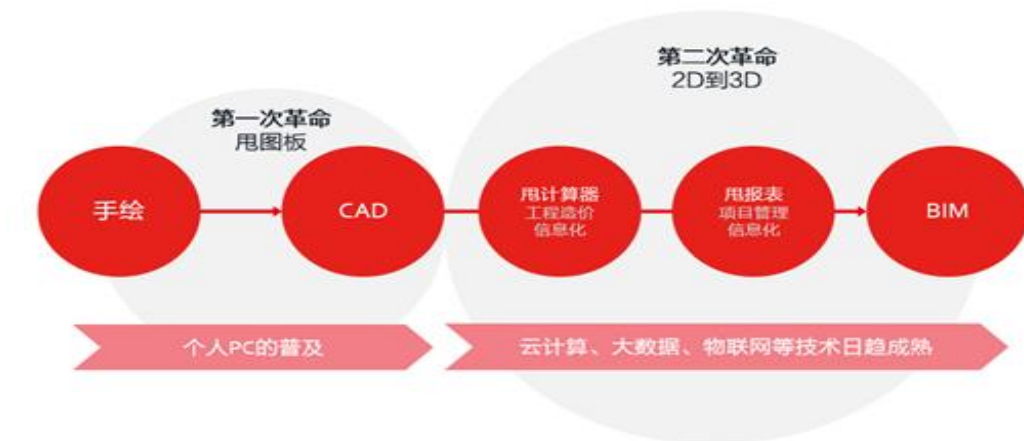 第二次革命
2D到3D
第一次革命
甩图板
手绘
CAD
甩计算器
工程造价
信息化
甩报表
项目管理
信息化
BIM
个人PC的普及
云计算、大数据、物联网等技术日趋成熟